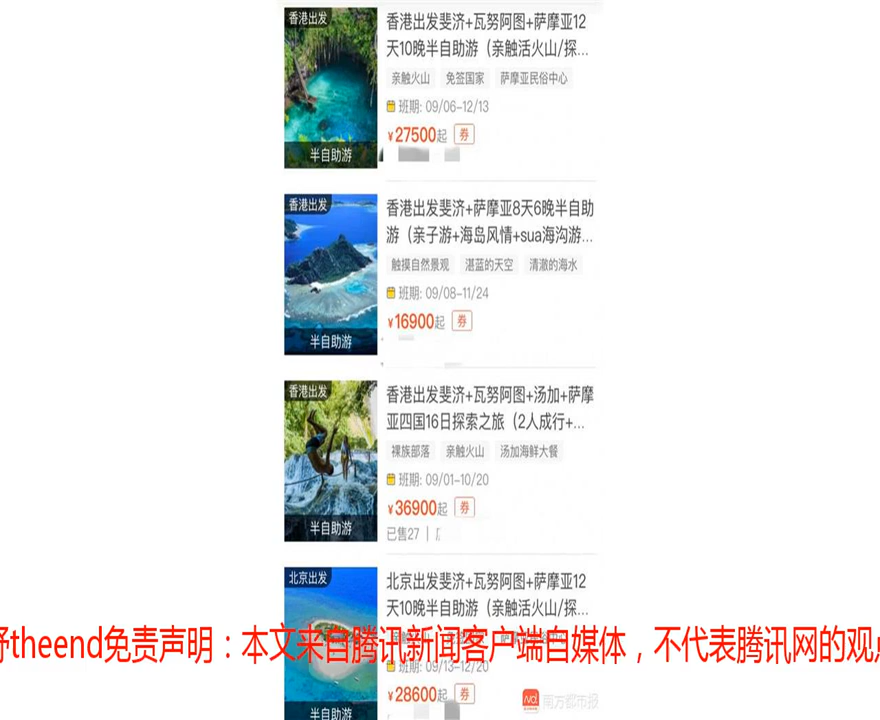 香港出发
香港出发斐济+瓦努阿图+萨摩亚12
天10晚半自助游（亲触活火山/探...
亲触火山 免签国家 萨摩亚民俗中心
班期: 09/06-12/13
¥27500起 券
半自助游
香港出发
香港出发斐济+萨摩亚8天6晚半自助
游（亲子游+海岛风情+sua海沟游...
触摸自然景观 湛蓝的天空 清澈的海水
班期: 09/08-11/24
¥16900起 券
半自助游
香港出发
香港出发斐济+瓦努阿图+汤加+萨摩
亚四国16日探索之旅（2人成行+...
裸族部落 亲触火山 汤加海鲜大餐
班期: 09/01-10/20
¥36900起 券
半自助游
已售27
北京出发
北京出发斐济+瓦努阿图+萨摩亚12
天10晚半自助游（亲触活火山/探...
theend免责声明：本文来自腾讯新闻客户端自媒体，不代表腾讯网的观点
班期: 09/13-12/20
¥28600起 券
半自助游
南方都市报